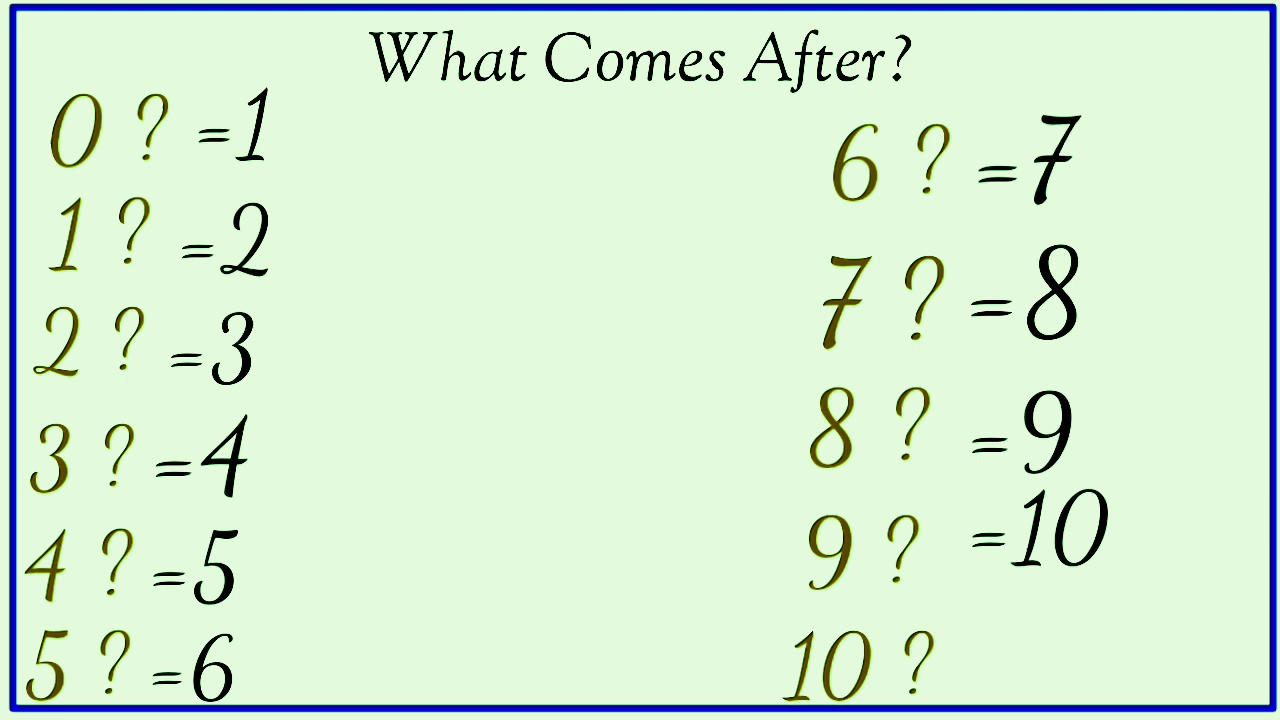 What Comes After?
0 ? =1
1 ? =2
2 ? =3
3 ? =4
4 ? =5
5 ? =6
6 ? =7
7 ? =8
8 ? =9
9 ? =10
10 ?